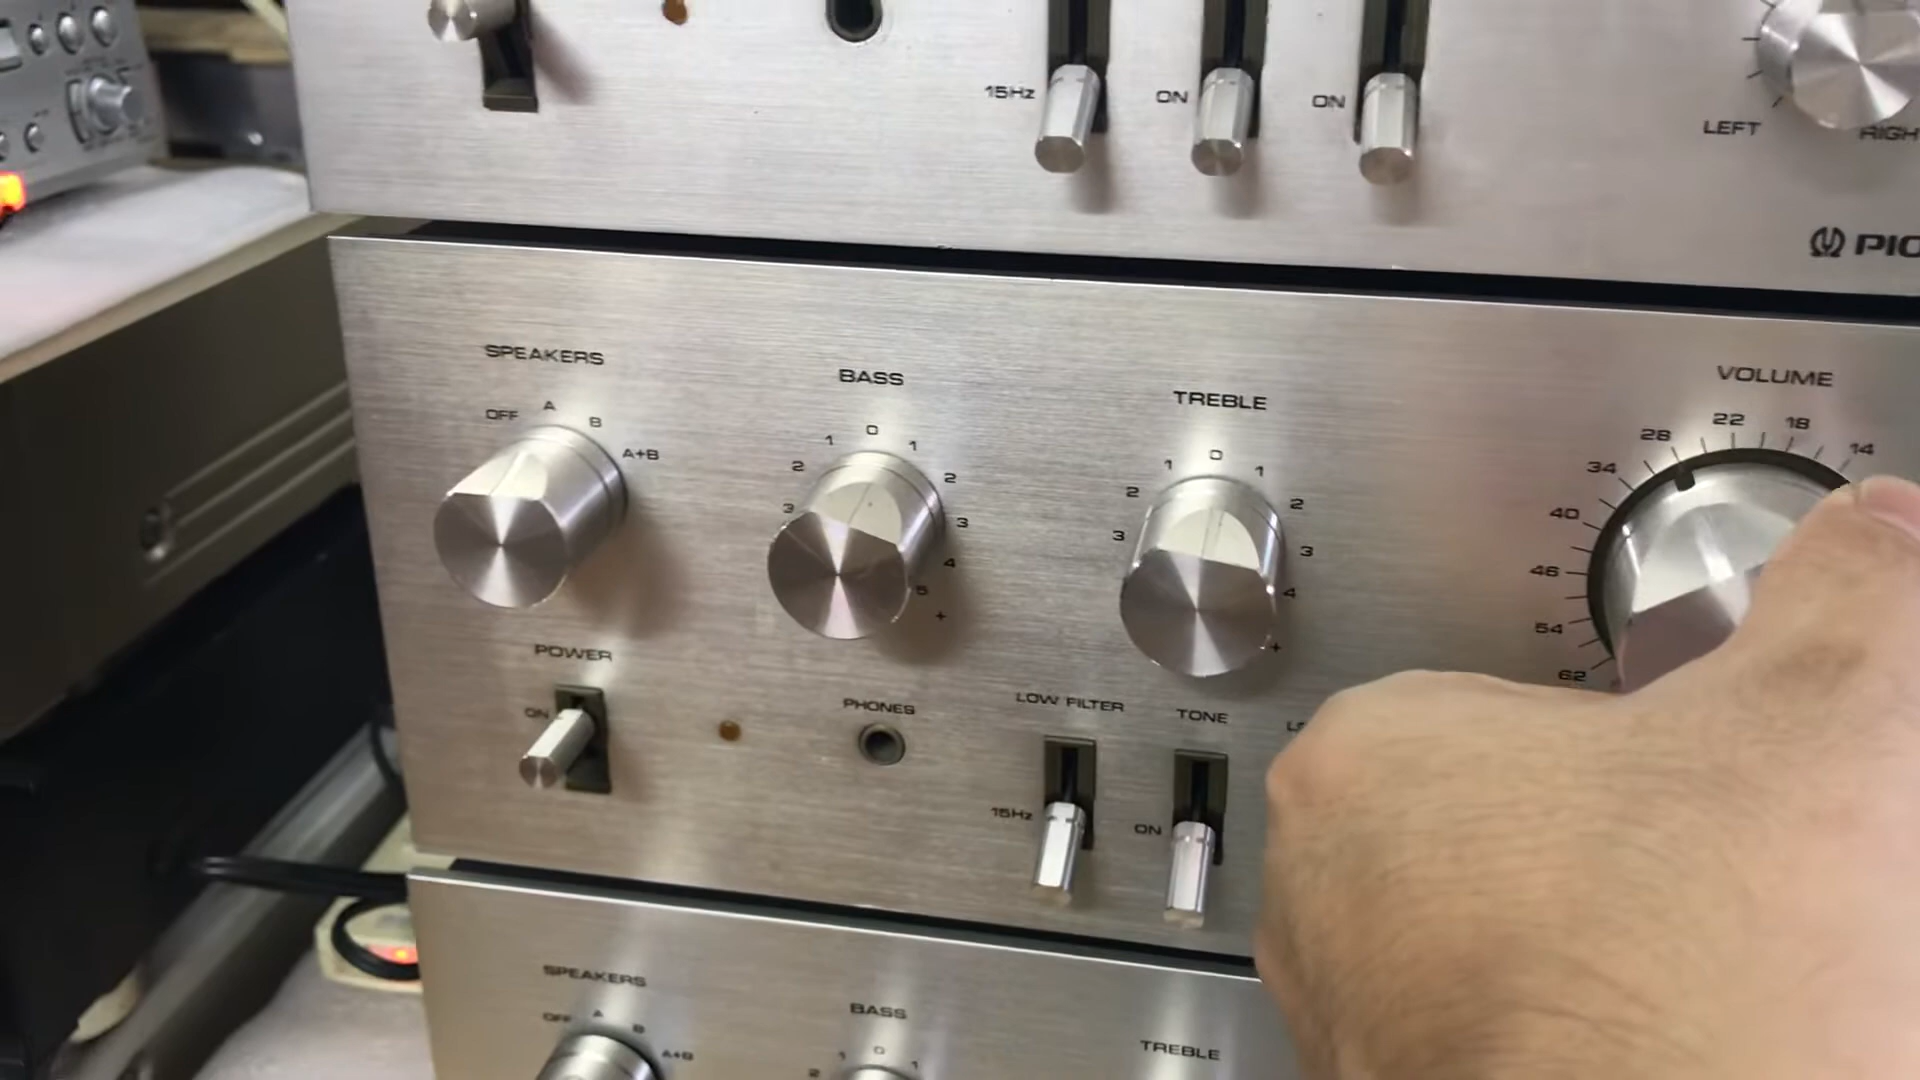 15Hz
ON
ON
LEFT
RIGH
PIO
SPEAKERS
OFF A B A+B
BASS
3 2 1 0 1 2 3 4 5 +
TREBLE
3 2 1 0 1 2 3 4 +
VOLUME
62 54 46 40 34 28 22 18 14
POWER
ON
PHONES
LOW FILTER
15Hz
TONE
ON
SPEAKERS
OFF A B A+B
BASS
2 1 0 1
TREBLE